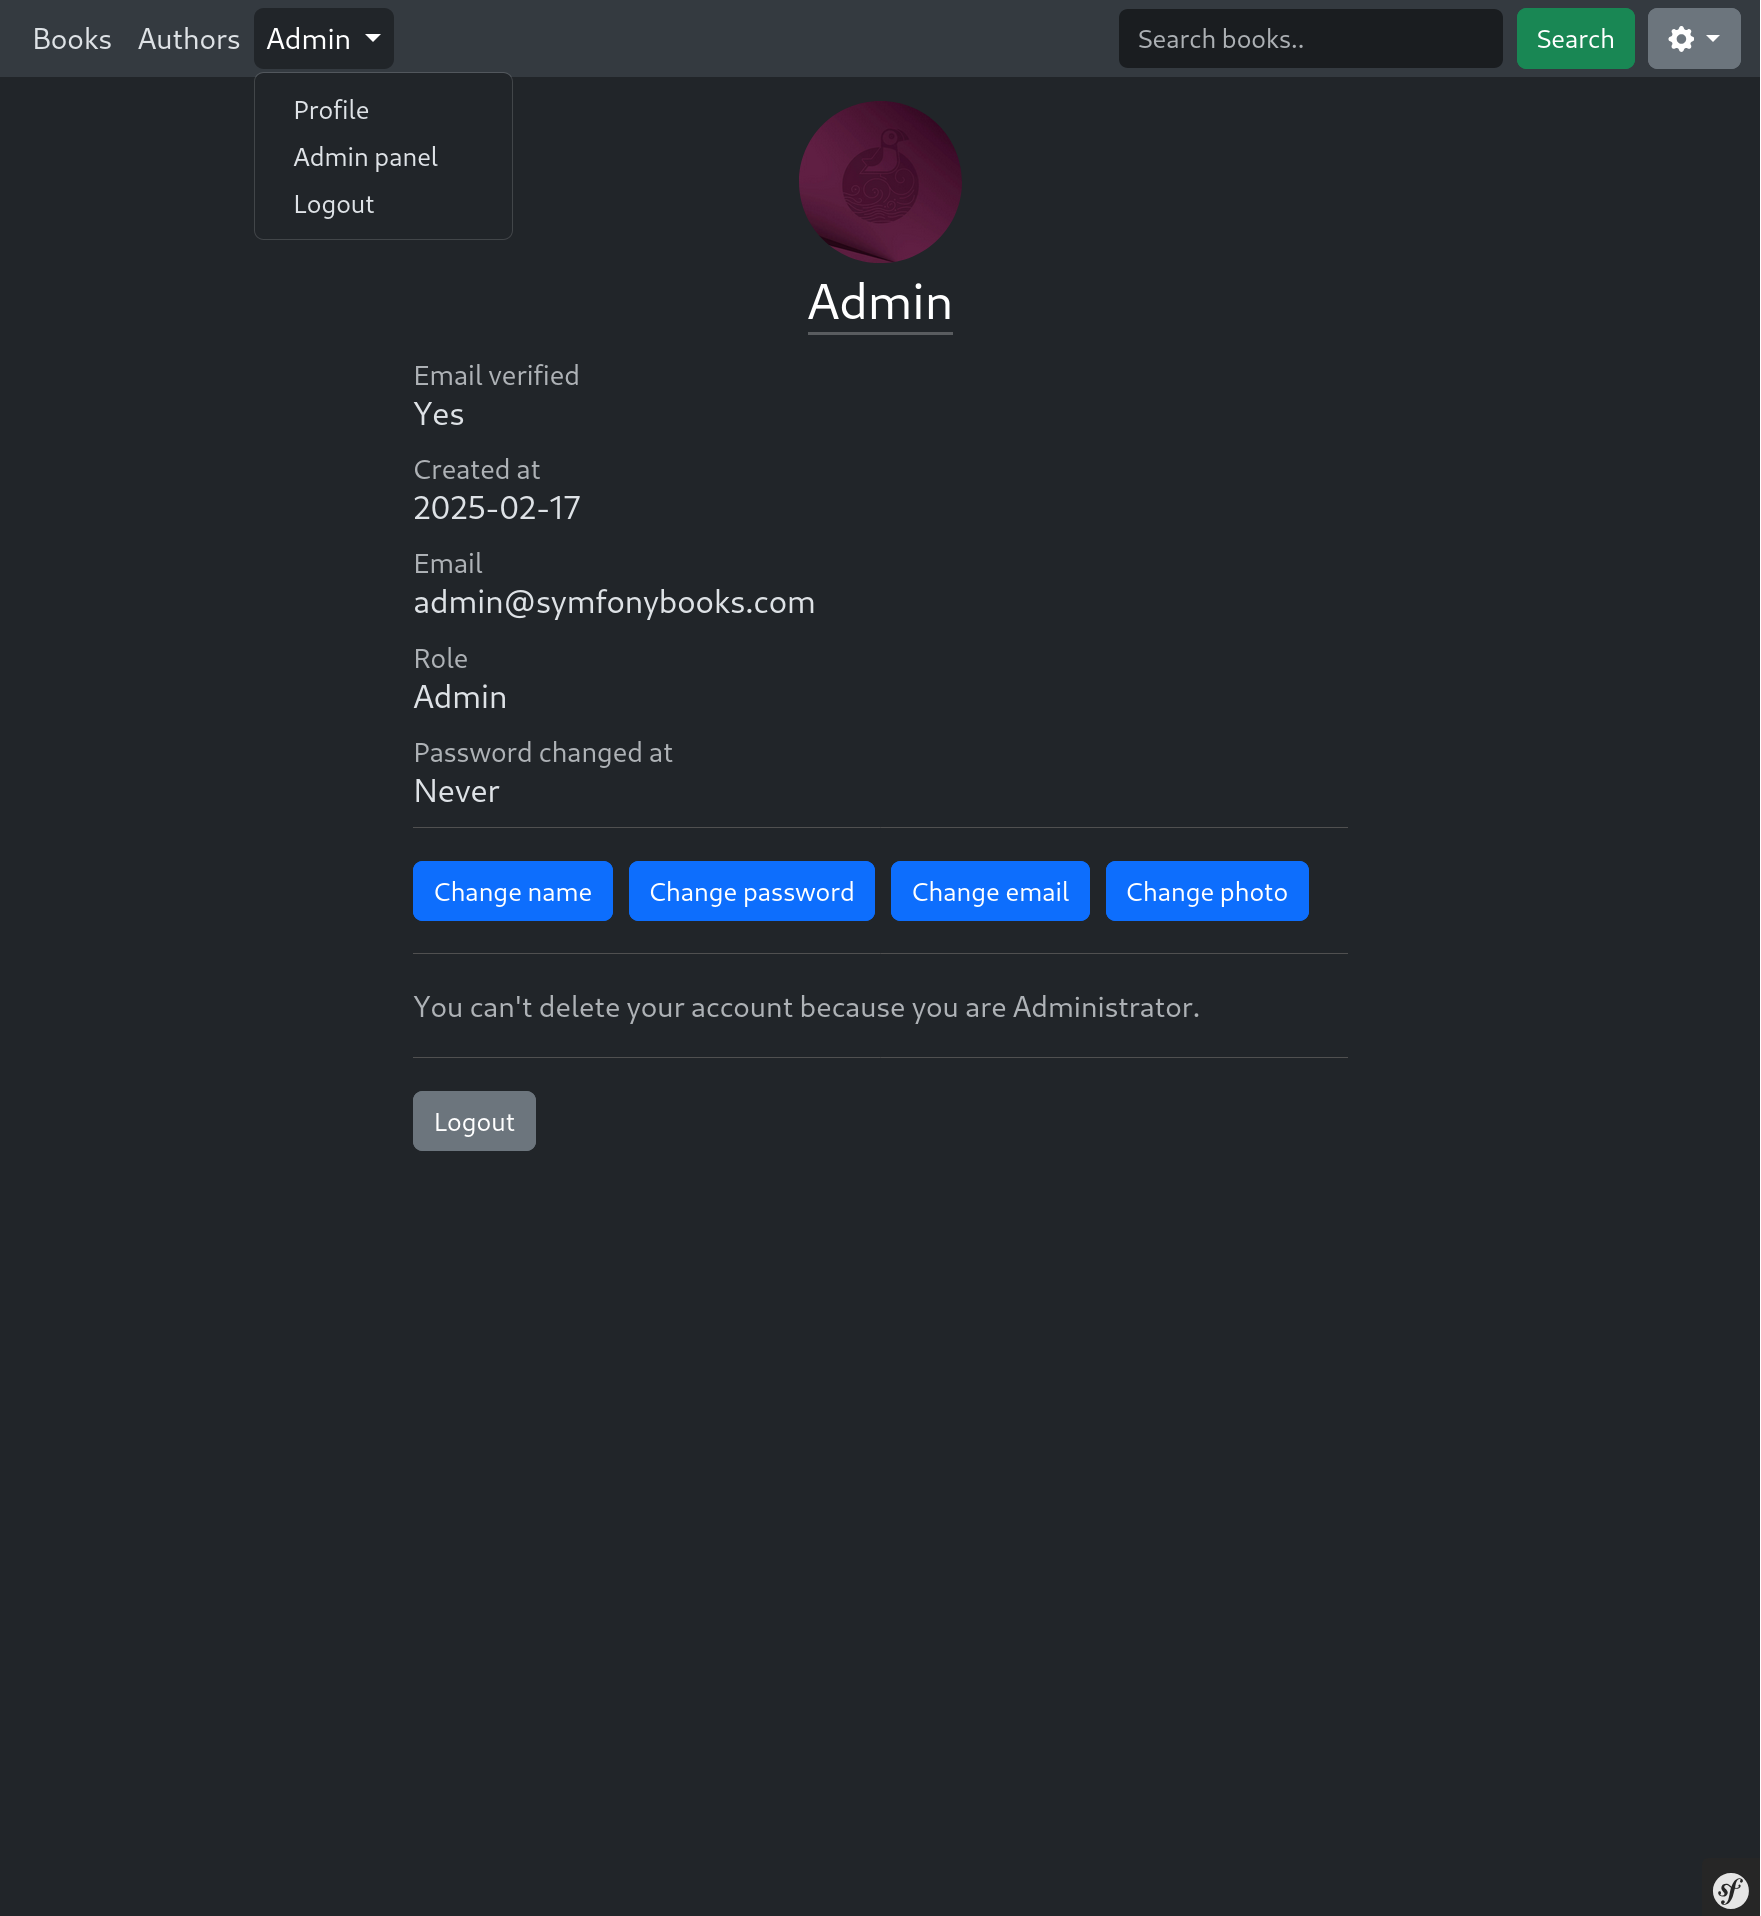 Books Authors Admin Search books.. Search
Profile
Admin panel
Logout
Admin
Email verified
Yes
Created at
2025-02-17
Email
admin@symfonybooks.com
Role
Admin
Password changed at
Never
Change name Change password Change email Change photo
You can't delete your account because you are Administrator.
Logout
sf